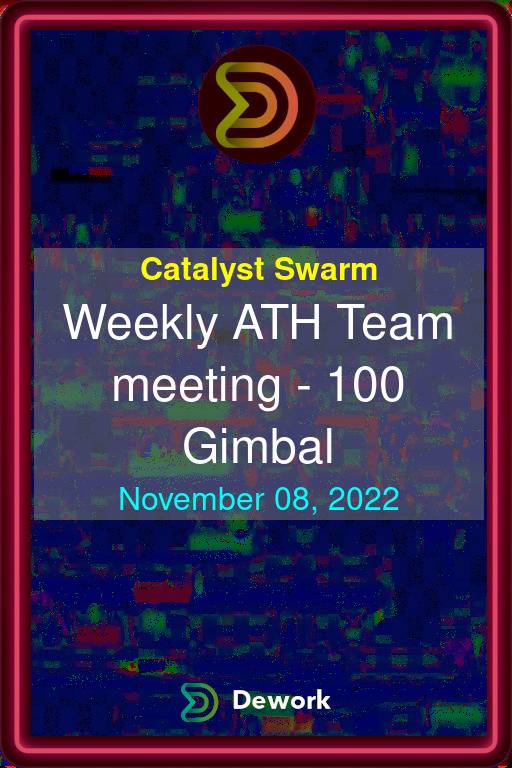 Catalyst Swarm
Weekly ATH Team
meeting - 100
Gimbal
November 08, 2022
Dework